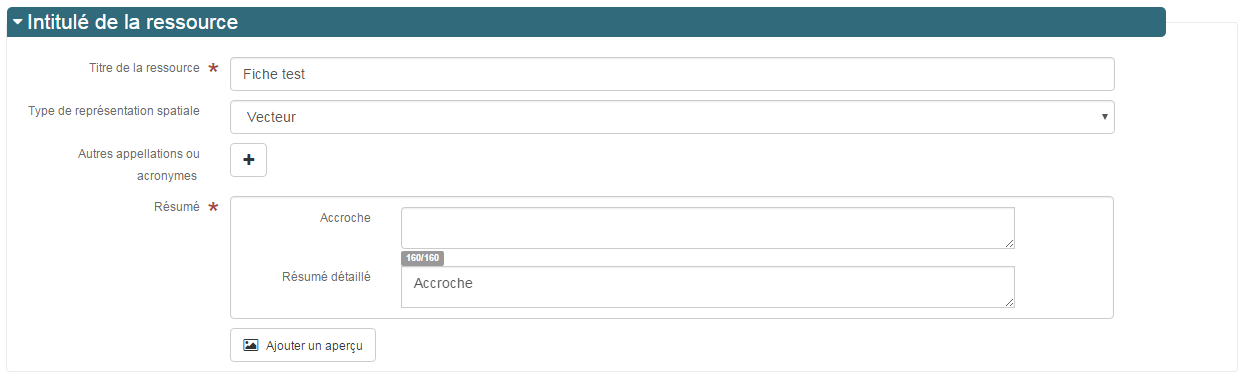 Intitulé de la ressource
Titre de la ressource *
Fiche test
Type de représentation spatiale
Vecteur
Autres appellations ou
acronymes
+
Résumé *
Accroche
160/160
Résumé détaillé
Accroche
Ajouter un aperçu